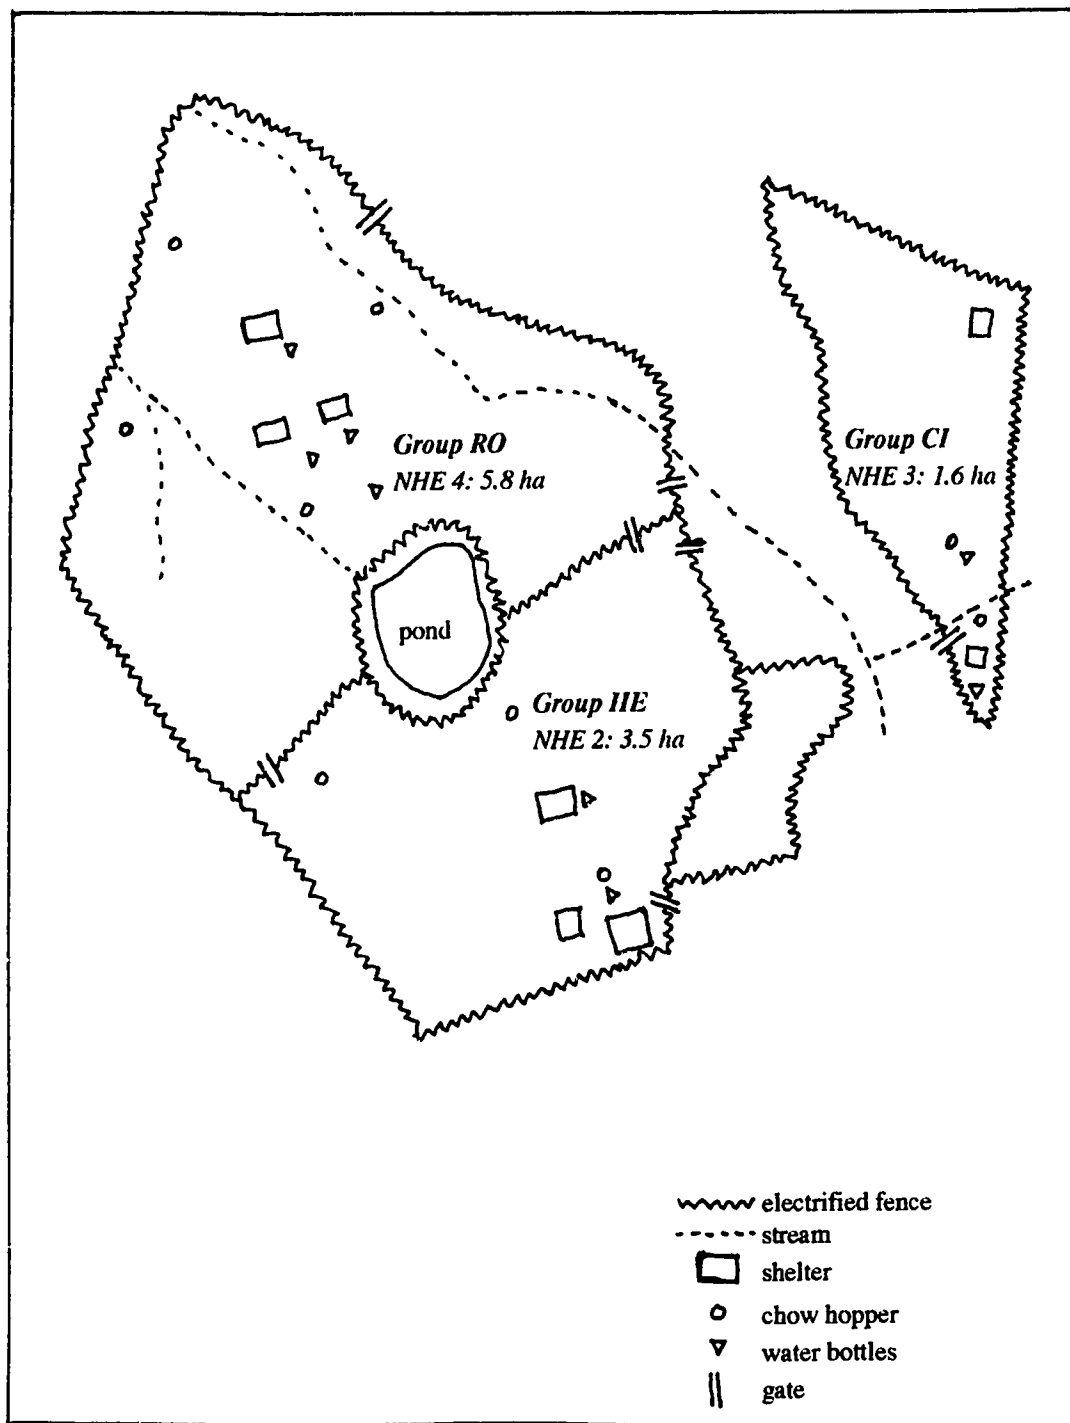 Group RO
NHE 4: 5.8 ha
Group CI
NHE 3: 1.6 ha
pond
Group IIE
NHE 2: 3.5 ha
electrified fence
stream
shelter
chow hopper
water bottles
gate